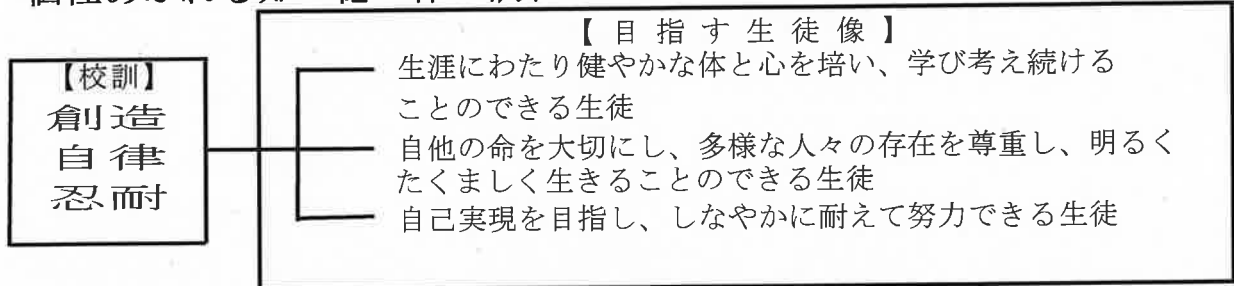 【目指す生徒像】
【校訓】
創造
自律
忍耐
生涯にわたり健やかな体と心を培い、学び考え続ける
ことのできる生徒
自他の命を大切にし、多様な人々の存在を尊重し、明るく
たくましく生きることのできる生徒
自己実現を目指し、しなやかに耐えて努力できる生徒